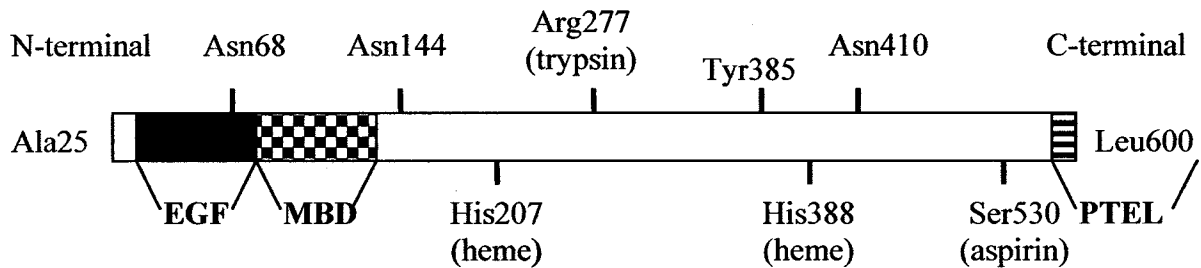 N-terminal Asn68 Asn144 Arg277 (trypsin) Tyr385 Asn410 C-terminal
Ala25 Leu600
EGF MBD His207 (heme) His388 (heme) Ser530 (aspirin) PTEL